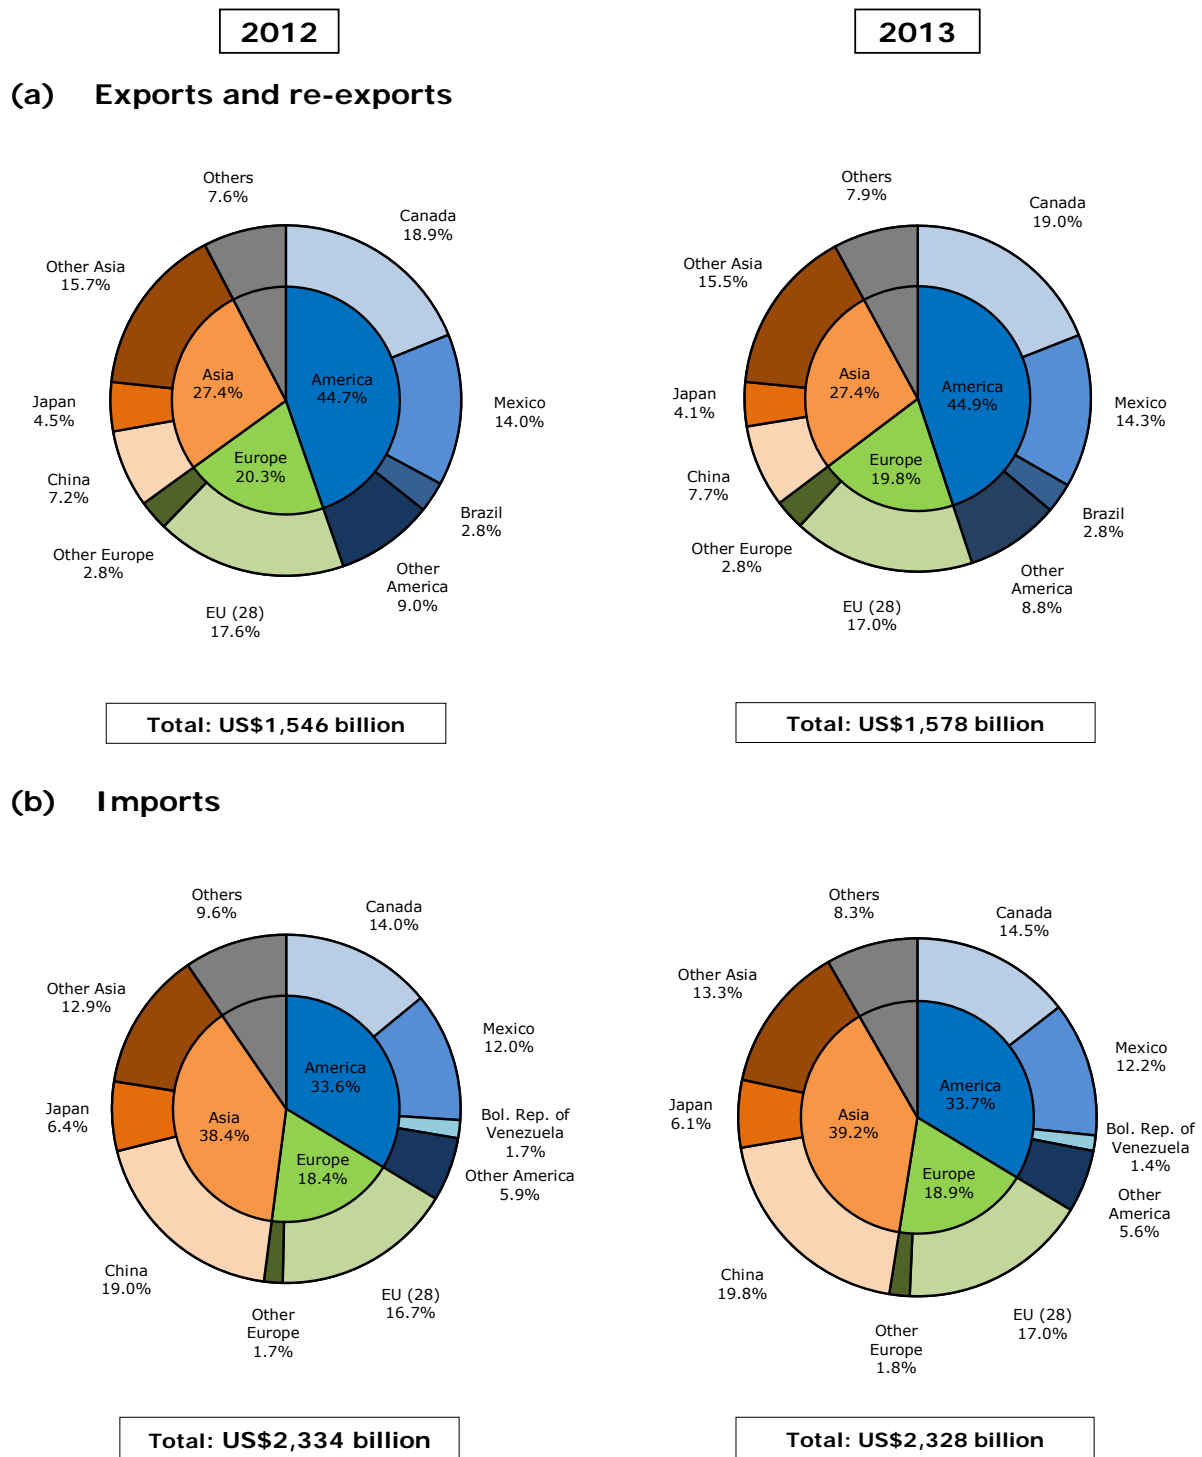 2012
2013
(a) Exports and re-exports
Others
7.6%
Canada
18.9%
Other Asia
15.7%
Asia
27.4%
America
44.7%
Japan
4.5%
Mexico
14.0%
Europe
20.3%
China
7.2%
Brazil
2.8%
Other Europe
2.8%
Other
America
9.0%
EU (28)
17.6%
Total: US$1,546 billion
Others
7.9%
Canada
19.0%
Other Asia
15.5%
Asia
27.4%
America
44.9%
Japan
4.1%
Mexico
14.3%
Europe
19.8%
China
7.7%
Brazil
2.8%
Other Europe
2.8%
Other
America
8.8%
EU (28)
17.0%
Total: US$1,578 billion
(b) Imports
Others
9.6%
Canada
14.0%
Other Asia
12.9%
Mexico
12.0%
America
33.6%
Japan
6.4%
Asia
38.4%
Bol. Rep. of
Venezuela
1.7%
Europe
18.4%
Other America
5.9%
China
19.0%
EU (28)
16.7%
Other
Europe
1.7%
Total: US$2,334 billion
Others
8.3%
Canada
14.5%
Other Asia
13.3%
Mexico
12.2%
America
33.7%
Japan
6.1%
Asia
39.2%
Bol. Rep. of
Venezuela
1.4%
Europe
18.9%
Other
America
5.6%
China
19.8%
EU (28)
17.0%
Other
Europe
1.8%
Total: US$2,328 billion